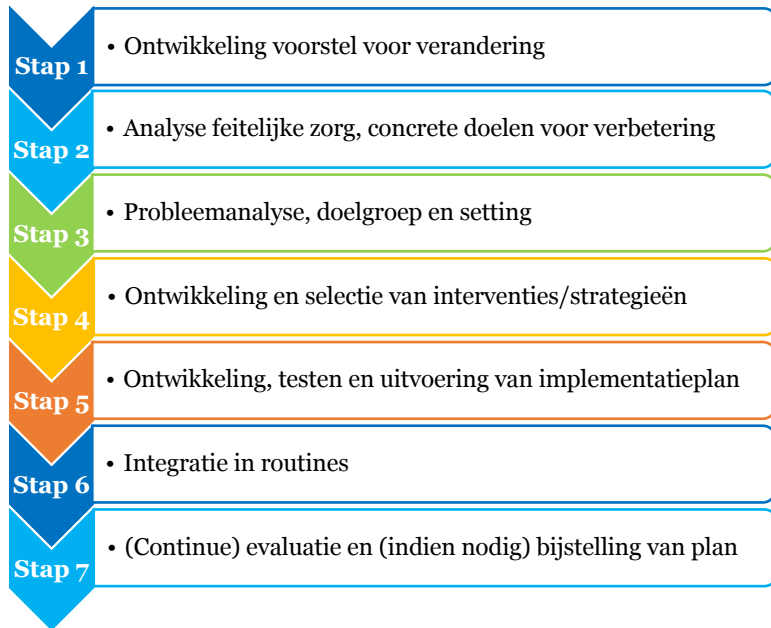 Stap 1
• Ontwikkeling voorstel voor verandering
Stap 2
• Analyse feitelijke zorg, concrete doelen voor verbetering
Stap 3
• Probleemanalyse, doelgroep en setting
Stap 4
• Ontwikkeling en selectie van interventies/strategieën
Stap 5
• Ontwikkeling, testen en uitvoering van implementatieplan
Stap 6
• Integratie in routines
Stap 7
• (Continue) evaluatie en (indien nodig) bijstelling van plan